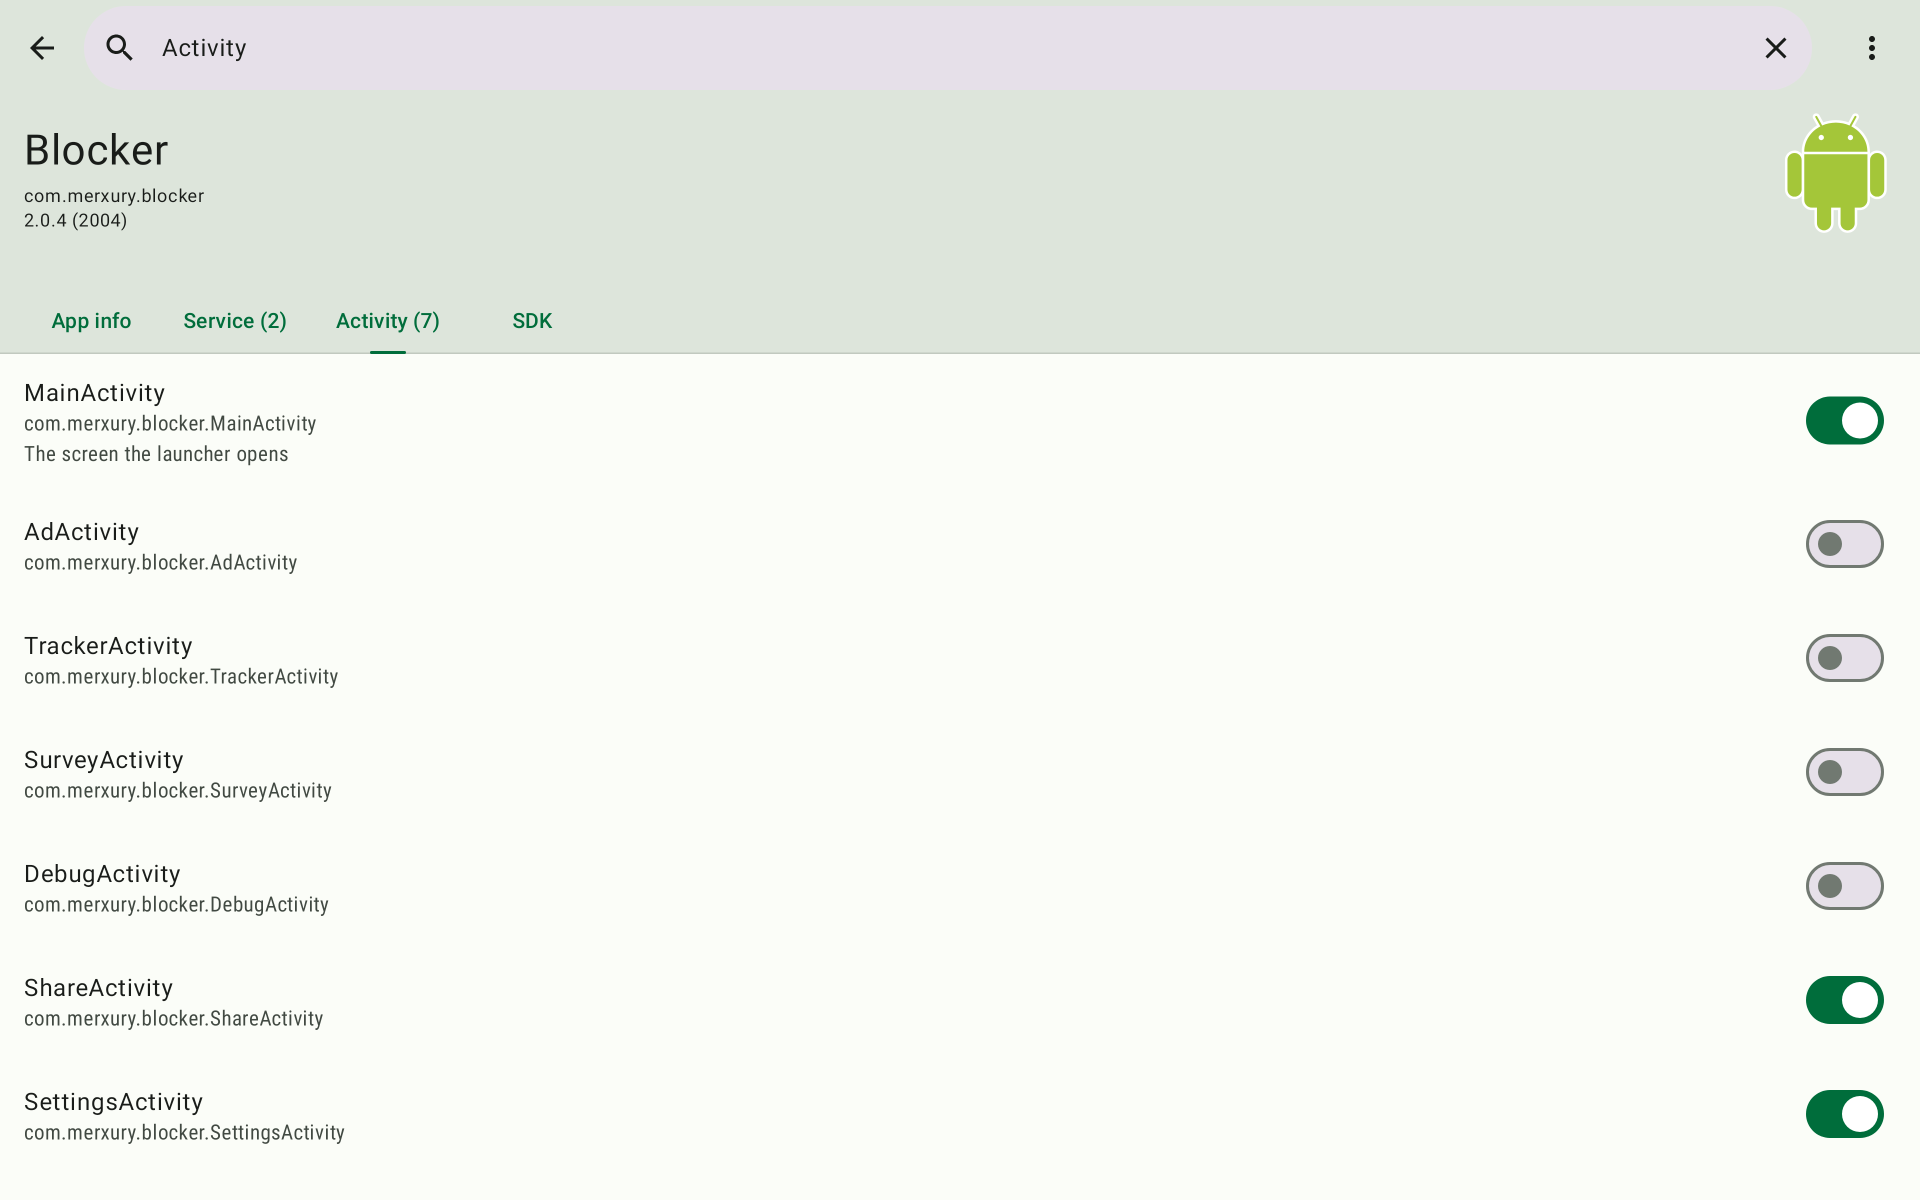 Activity
Blocker
com.merxury.blocker
2.0.4 (2004)
App info
Service (2)
Activity (7)
SDK
MainActivity
com.merxury.blocker.MainActivity
The screen the launcher opens
AdActivity
com.merxury.blocker.AdActivity
TrackerActivity
com.merxury.blocker.TrackerActivity
SurveyActivity
com.merxury.blocker.SurveyActivity
DebugActivity
com.merxury.blocker.DebugActivity
ShareActivity
com.merxury.blocker.ShareActivity
SettingsActivity
com.merxury.blocker.SettingsActivity